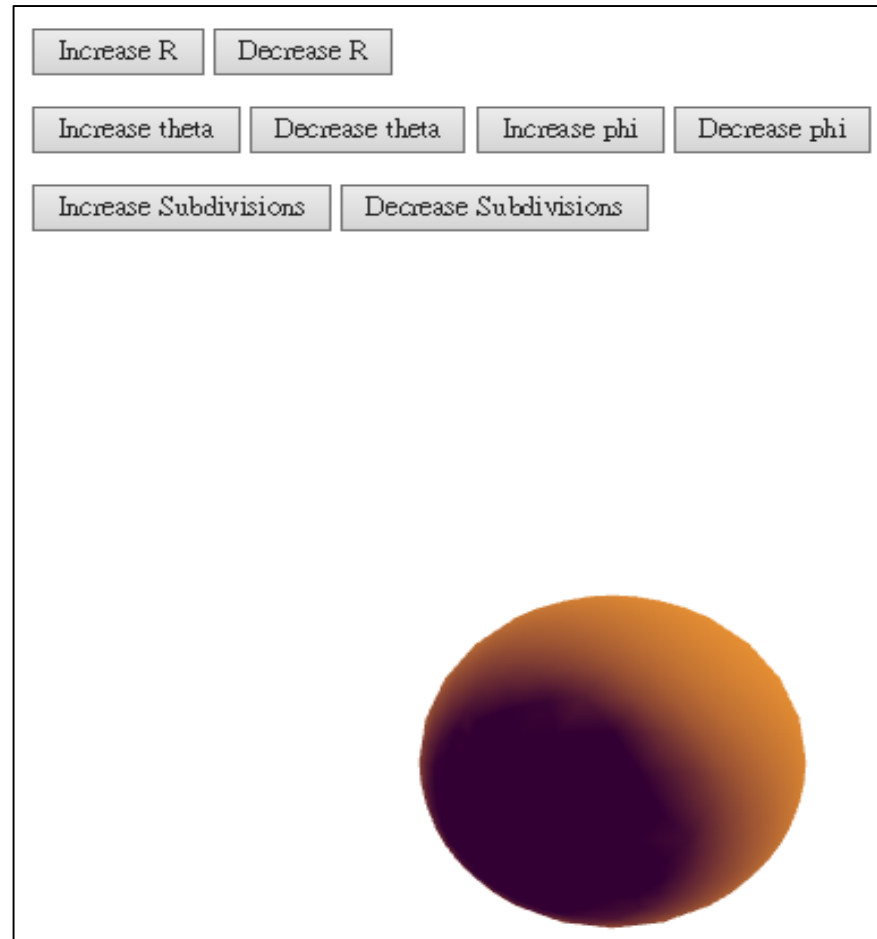 Increase R Decrease R
Increase theta Decrease theta Increase phi Decrease phi
Increase Subdivisions Decrease Subdivisions